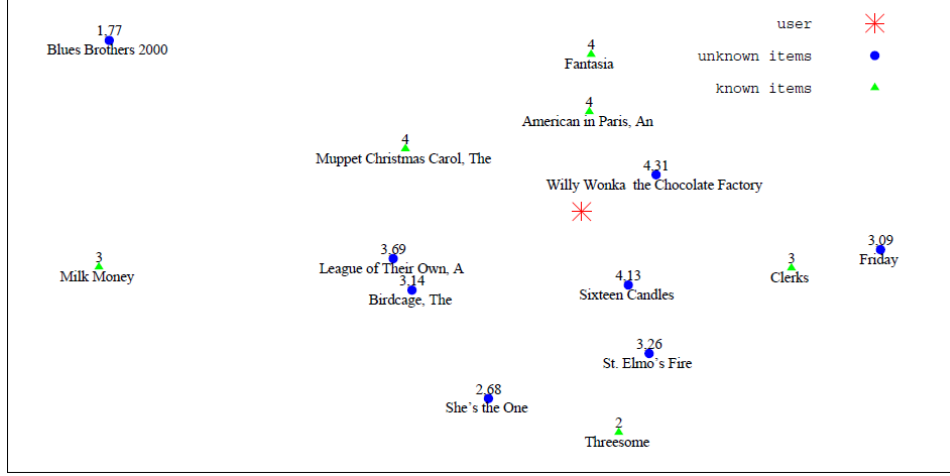 1.77
Blues Brothers 2000
4
Fantasia
user
unknown items
known items
4
American in Paris, An
4
Muppet Christmas Carol, The
4.31
Willy Wonka the Chocolate Factory
3
Milk Money
3.69
League of Their Own, A
3.14
Birdcage, The
4.13
Sixteen Candles
3
Clerks
3.09
Friday
3.26
St. Elmo's Fire
2.68
She's the One
2
Threesome